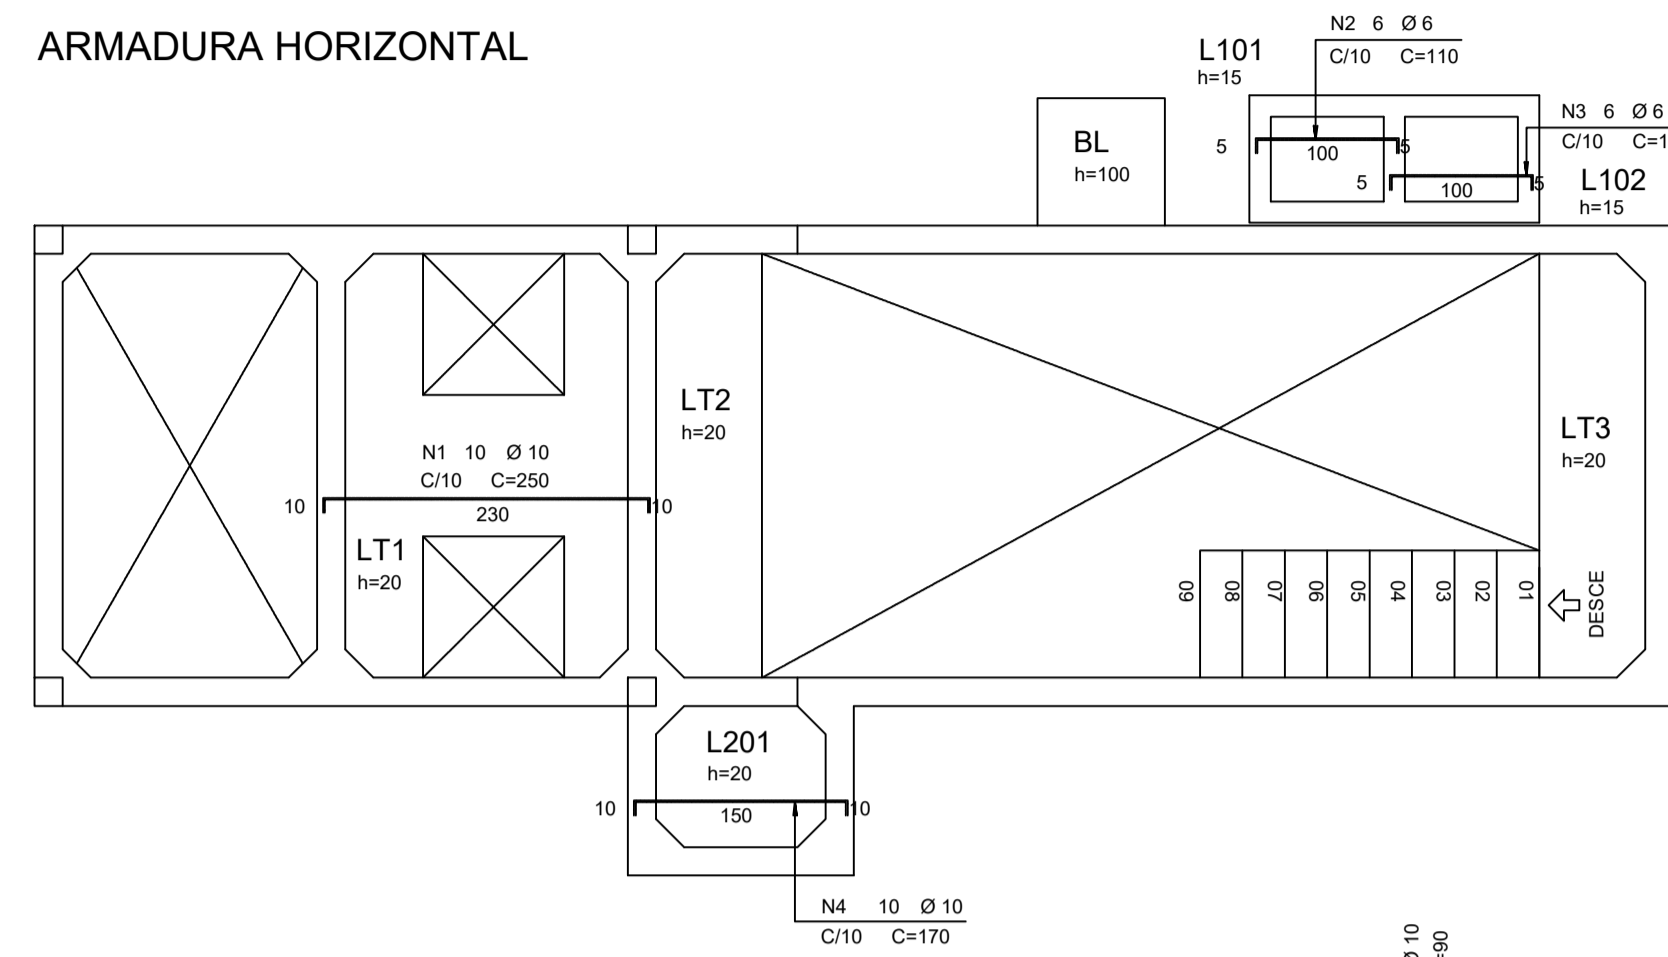 ARMADURA HORIZONTAL
N2 6 Ø 6
C/10 C=110
L101
h=15
N3 6 Ø 6
C/10 C=1
BL
h=100
5 100 5
5 100 5
L102
h=15
LT2
h=20
LT3
h=20
N1 10 Ø 10
C/10 C=250
10 230 10
LT1
h=20
09 08 07 06 05 04 03 02 01
DESCE
L201
h=20
10 150 10
N4 10 Ø 10
C/10 C=170
Ø 10
=90